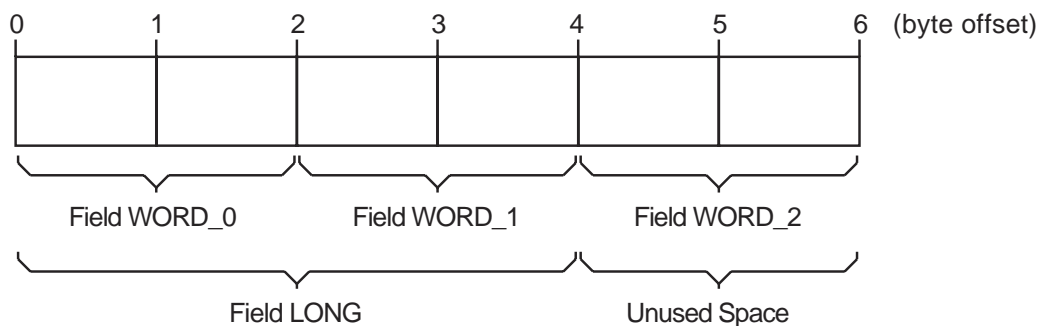 0 1 2 3 4 5 6 (byte offset)
Field WORD_0 Field WORD_1 Field WORD_2
Field LONG Unused Space